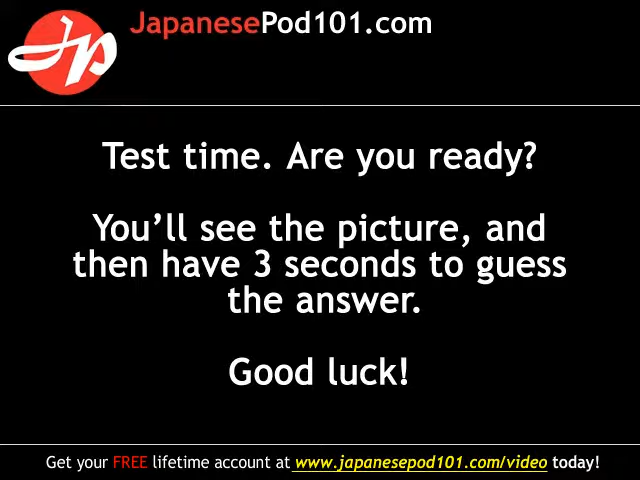 JapanesePod101.com
Test time. Are you ready?
You'll see the picture, and
then have 3 seconds to guess
the answer.
Good luck!
Get your FREE lifetime account at www.japanesepod101.com/video today!